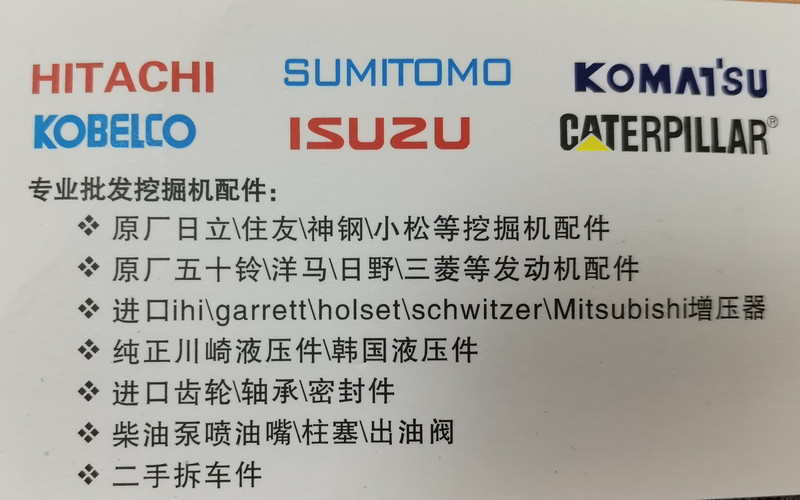 HITACHI SUMITOMO KOMATSU
KOBELCO ISUZU CATERPILLAR®
专业批发挖掘机配件：
❖ 原厂日立\住友\神钢\小松等挖掘机配件
❖ 原厂五十铃\洋马\日野\三菱等发动机配件
❖ 进口ihi\garrett\holset\schwitzer\Mitsubishi增压器
❖ 纯正川崎液压件\韩国液压件
❖ 进口齿轮\轴承\密封件
❖ 柴油泵喷油嘴\柱塞\出油阀
❖ 二手拆车件